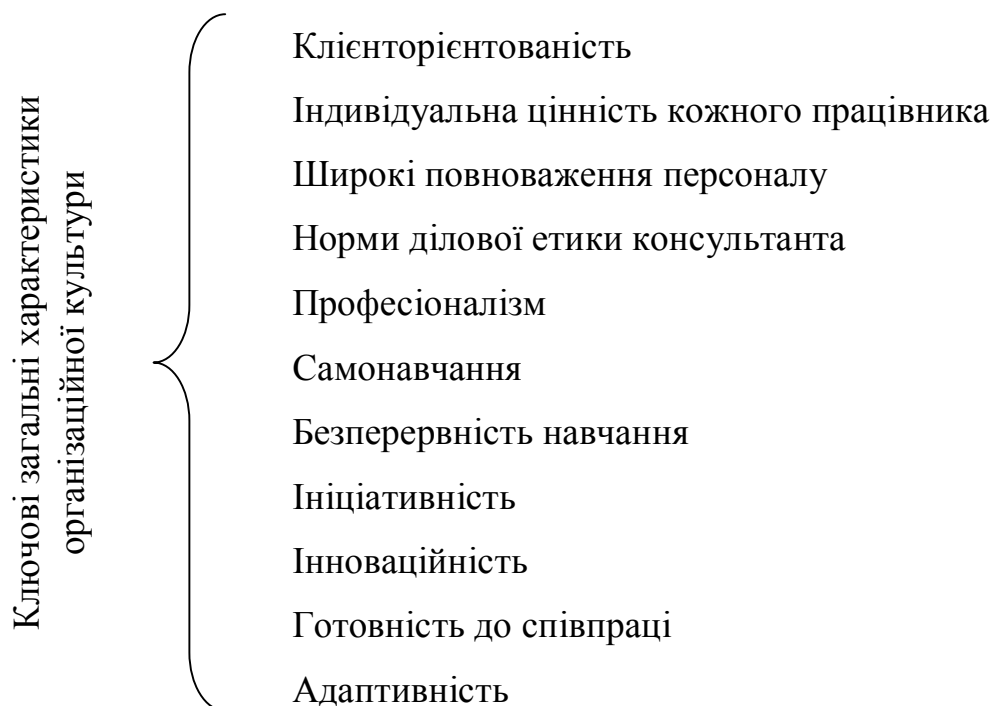 Ключові загальні характеристики
організаційної культури
Клієнторієнтованість
Індивідуальна цінність кожного працівника
Широкі повноваження персоналу
Норми ділової етики консультанта
Професіоналізм
Самонавчання
Безперервність навчання
Ініціативність
Інноваційність
Готовність до співпраці
Адаптивність